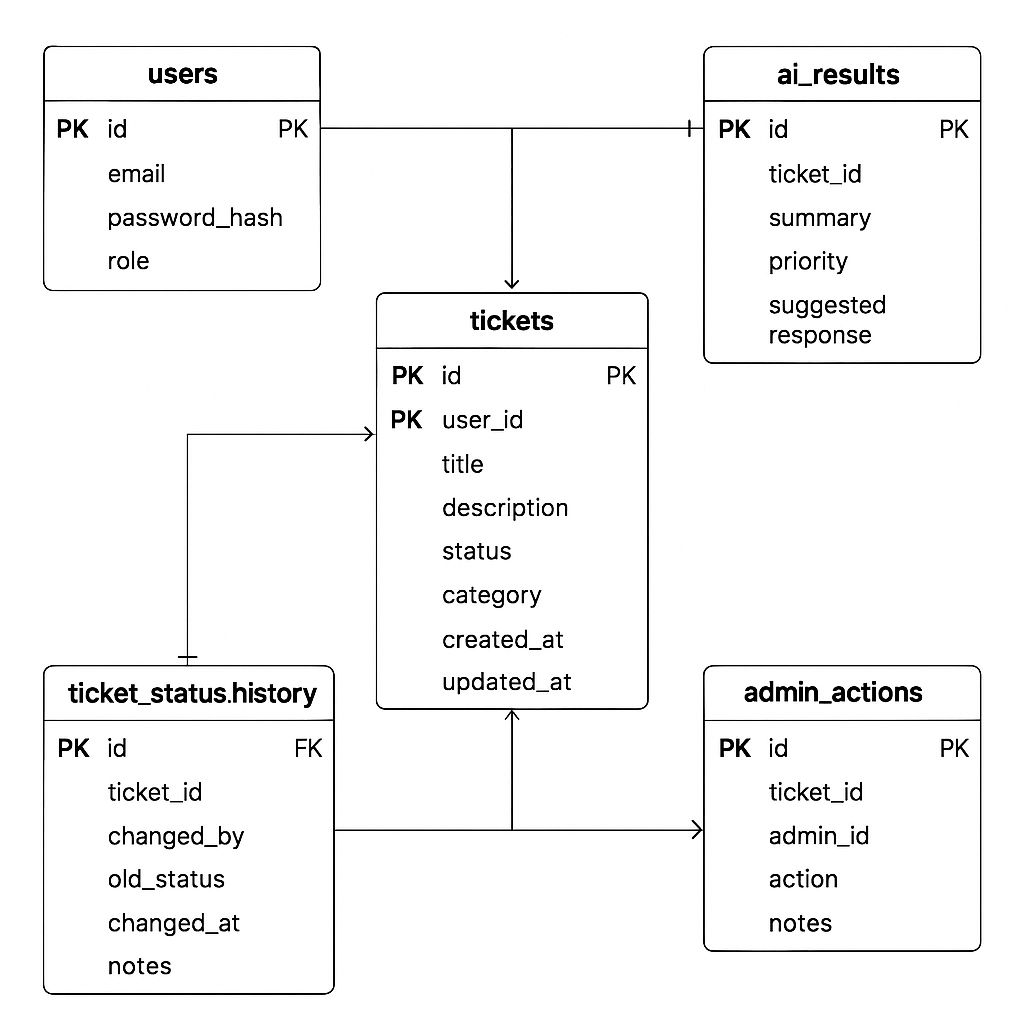 users
PK id PK
email
password_hash
role
ai_results
PK id PK
ticket_id
summary
priority
suggested
response
tickets
PK id PK
PK user_id
title
description
status
category
created_at
updated_at
ticket_status.history
PK id FK
ticket_id
changed_by
old_status
changed_at
notes
admin_actions
PK id PK
ticket_id
admin_id
action
notes